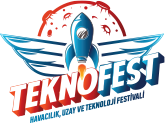 TEKNOFEST
HAVACILIK, UZAY VE TEKNOLOJİ FESTİVALİ